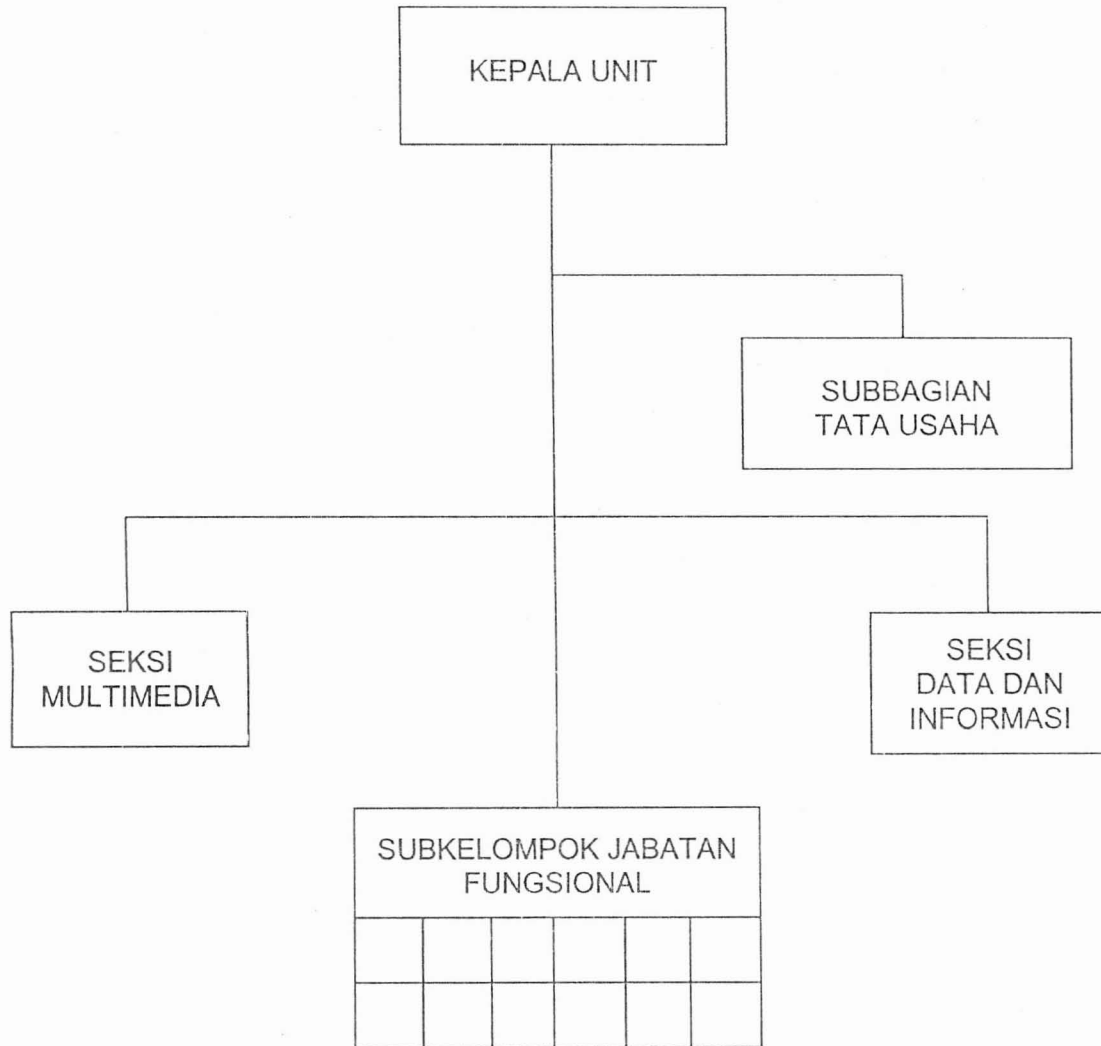 KEPALA UNIT
SUBBAGIAN
TATA USAHA
SEKSI
MULTIMEDIA
SEKSI
DATA DAN
INFORMASI
SUBKELOMPOK JABATAN
FUNGSIONAL